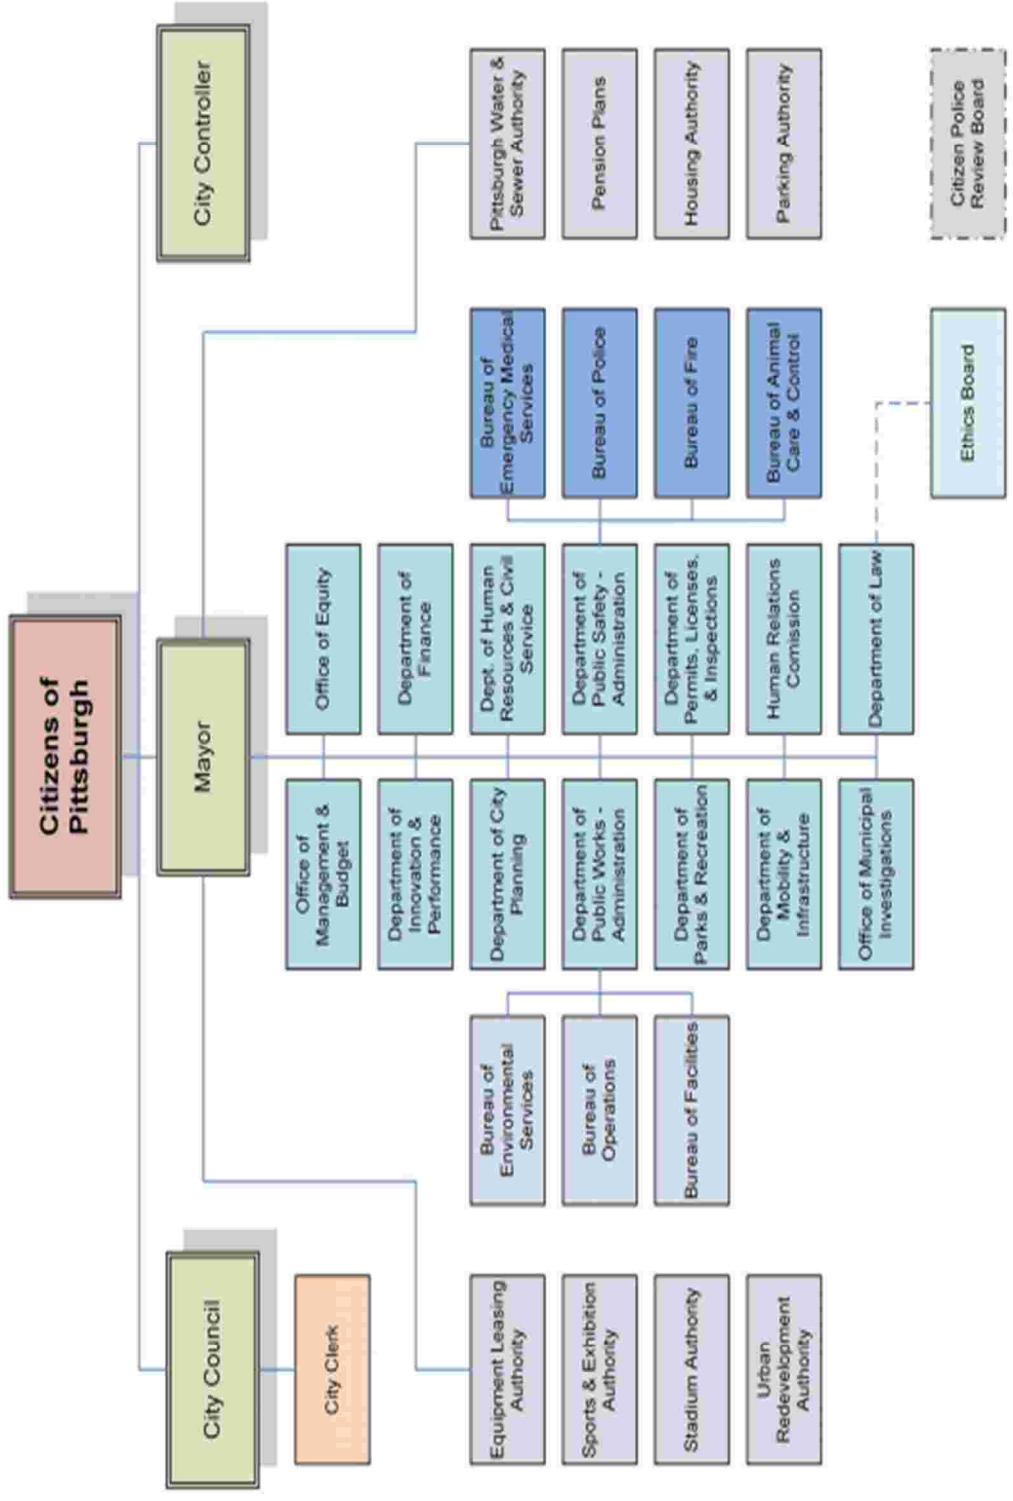 Citizens of
Pittsburgh
City Council
Mayor
City Controller
City Clerk
Office of
Management &
Budget
Office of Equity
Department of
Innovation &
Performance
Department of
Finance
Equipment Leasing
Authority
Bureau of
Environmental
Services
Department of City
Planning
Dept. of Human
Resources & Civil
Service
Bureau of
Emergency Medical
Services
Pittsburgh Water &
Sewer Authority
Sports & Exhibition
Authority
Bureau of
Operations
Department of
Public Works -
Administration
Department of
Public Safety -
Administration
Bureau of Police
Pension Plans
Stadium Authority
Bureau of Facilities
Department of
Parks & Recreation
Department of
Permits, Licenses,
& Inspections
Bureau of Fire
Housing Authority
Urban
Redevelopment
Authority
Department of
Mobility &
Infrastructure
Human Relations
Comission
Bureau of Animal
Care & Control
Parking Authority
Office of Municipal
Investigations
Department of Law
Ethics Board
Citizen Police
Review Board